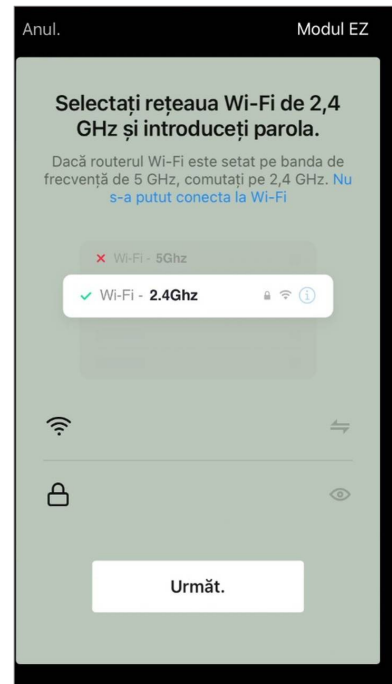 Anul. Modul EZ
Selectați rețeaua Wi-Fi de 2,4
GHz și introduceți parola.
Dacă routerul Wi-Fi este setat pe banda de
frecvență de 5 GHz, comutați pe 2,4 GHz. Nu
s-a putut conecta la Wi-Fi
Wi-Fi - 5Ghz
Wi-Fi - 2.4Ghz
Următ.